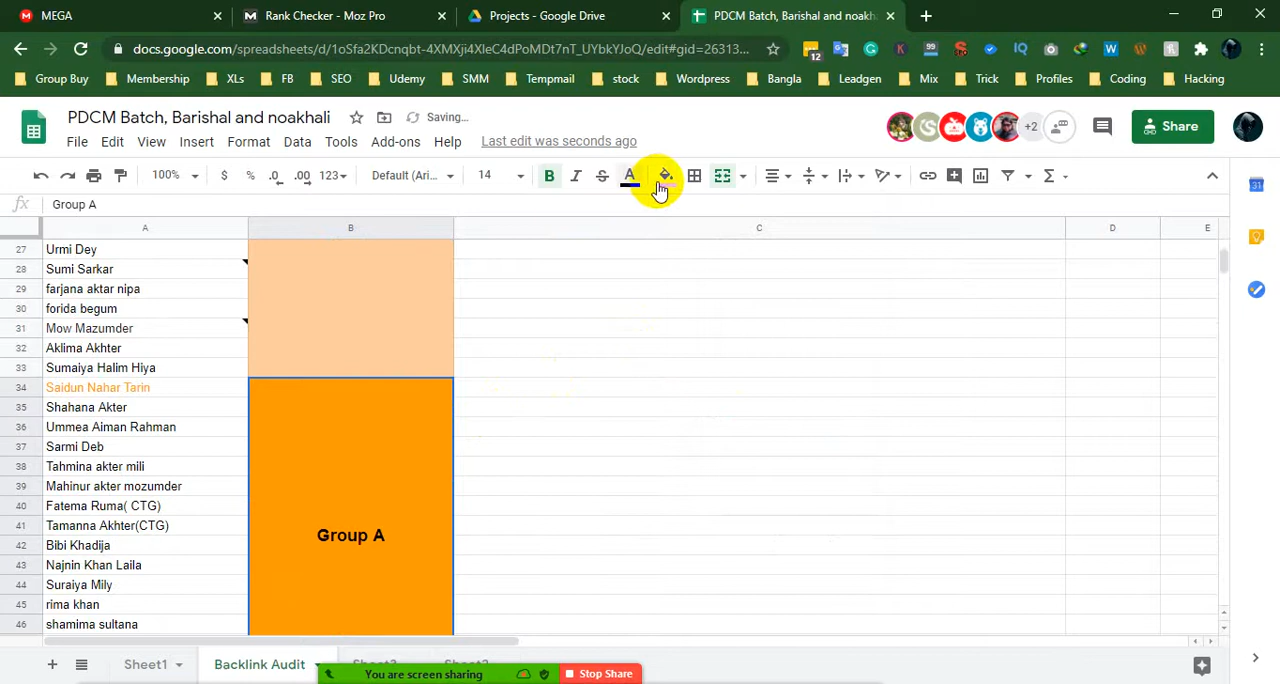 MEGA
Rank Checker - Moz Pro
Projects - Google Drive
PDCM Batch, Barishal and noakh
docs.google.com/spreadsheets/d/1oSfa2KDcnqbt-4XMXji4XleC4dPoMDt7nT_UYbkYJoQ/edit#gid=26313...
12
99
IQ
Group Buy
Membership
XLs
FB
SEO
Udemy
SMM
Tempmail
stock
Wordpress
Bangla
Leadgen
Mix
Trick
Profiles
Coding
Hacking
PDCM Batch, Barishal and noakhali
Saving...
File Edit View Insert Format Data Tools Add-ons Help
Last edit was seconds ago
+2
Share
100% $ % .0 .00 123 Default (Ari... 14 B I S A Σ
31
fx Group A
A B C D E
27 Urmi Dey
28 Sumi Sarkar
29 farjana aktar nipa
30 forida begum
31 Mow Mazumder
32 Aklima Akhter
33 Sumaiya Halim Hiya
34 Saidun Nahar Tarin
35 Shahana Akter
36 Ummea Aiman Rahman
37 Sarmi Deb
38 Tahmina akter mili
39 Mahinur akter mozumder
40 Fatema Ruma( CTG)
41 Tamanna Akhter(CTG)
Group A
42 Bibi Khadija
43 Najnin Khan Laila
44 Suraiya Mily
45 rima khan
46 shamima sultana
Sheet1
Backlink Audit
You are screen sharing
Stop Share